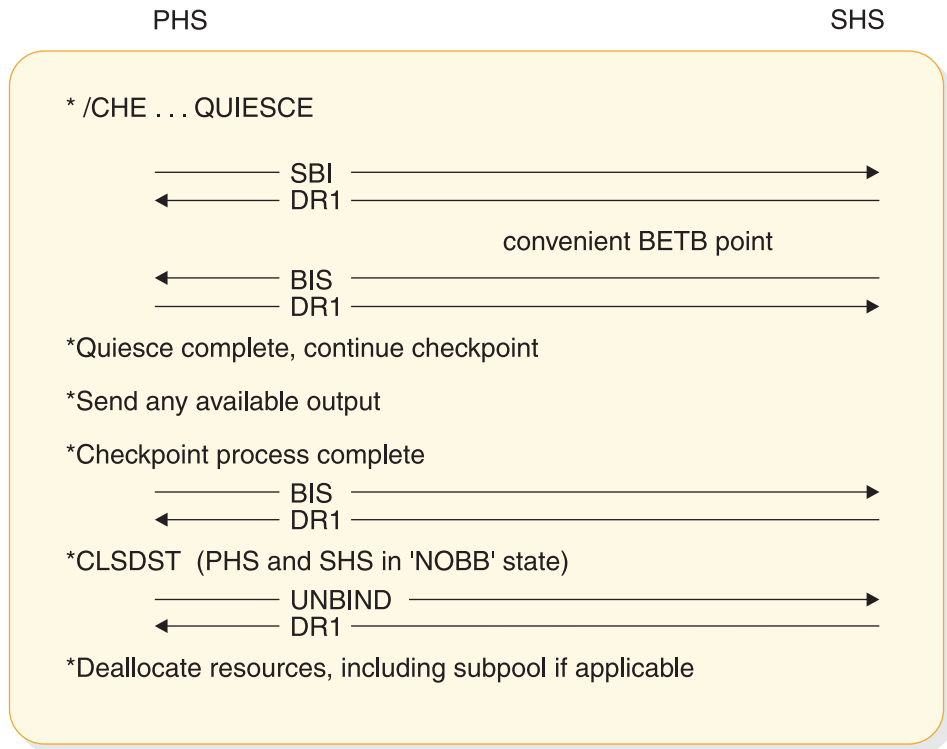 PHS SHS
* /CHE . . . QUIESCE
SBI
DR1
convenient BETB point
BIS
DR1
*Quiesce complete, continue checkpoint
*Send any available output
*Checkpoint process complete
BIS
DR1
*CLSDST (PHS and SHS in 'NOBB' state)
UNBIND
DR1
*Deallocate resources, including subpool if applicable